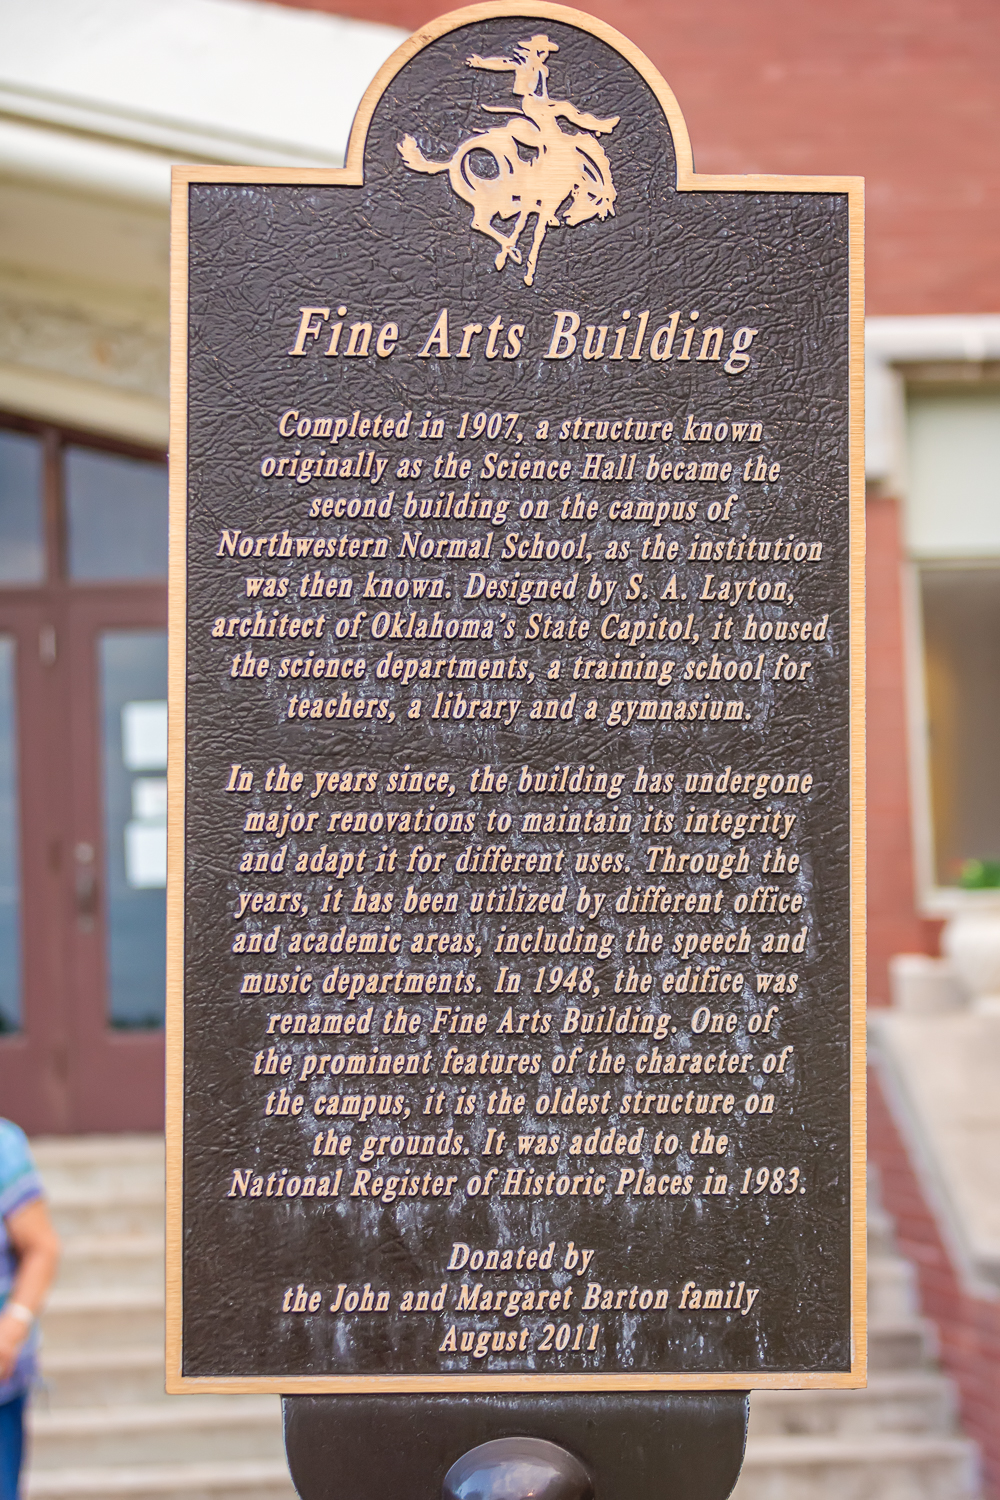 Fine Arts Building
Completed in 1907, a structure known
originally as the Science Hall became the
second building on the campus of
Northwestern Normal School, as the institution
was then known. Designed by S. A. Layton,
architect of Oklahoma's State Capitol, it housed
the science departments, a training school for
teachers, a library and a gymnasium.
In the years since, the building has undergone
major renovations to maintain its integrity
and adapt it for different uses. Through the
years, it has been utilized by different office
and academic areas, including the speech and
music departments. In 1948, the edifice was
renamed the Fine Arts Building. One of
the prominent features of the character of
the campus, it is the oldest structure on
the grounds. It was added to the
National Register of Historic Places in 1983.
Donated by
the John and Margaret Barton family
August 2011